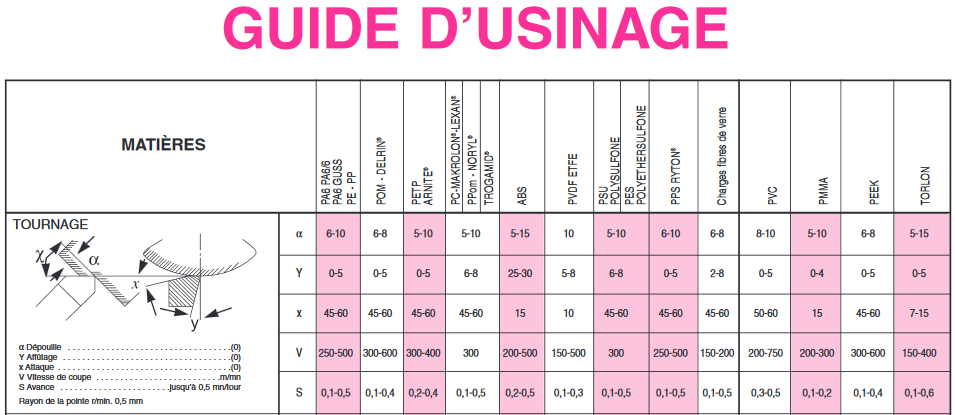 GUIDE D'USINAGE
MATIÈRES
PA6 PA6/6
PA6 GUSS
PE - PP
POM - DELRIN®
PETP
ARNITE®
PC-MAKROLON®-LEXAN®
PPom - NORYL®
TROGAMID®
ABS
PVDF ETFE
PSU
POLYSULFONE
PES
POLYETHERSULFONE
PPS RYTON®
Charges fibres de verre
PVC
PMMA
PEEK
TORLON
TOURNAGE
χ α x y
α 6-10 6-8 5-10 5-10 5-15 10 5-10 6-10 6-8 8-10 5-10 6-8 5-15
Y 0-5 0-5 0-5 6-8 25-30 5-8 6-8 0-5 2-8 0-5 0-4 0-5 0-5
x 45-60 45-60 45-60 45-60 15 10 45-60 45-60 45-60 50-60 15 45-60 7-15
V 250-500 300-600 300-400 300 200-500 150-500 300 250-500 150-200 200-750 200-300 300-600 150-400
S 0,1-0,5 0,1-0,4 0,2-0,4 0,1-0,5 0,2-0,5 0,1-0,3 0,1-0,5 0,1-0,5 0,1-0,5 0,3-0,5 0,1-0,2 0,1-0,4 0,1-0,6
α Dépouille ........................................(0)
Y Affûtage ........................................(0)
x Attaque ........................................(0)
V Vitesse de coupe ..............................m/mn
S Avance ........................jusqu'à 0,5 mn/tour
Rayon de la pointe r/min. 0,5 mm